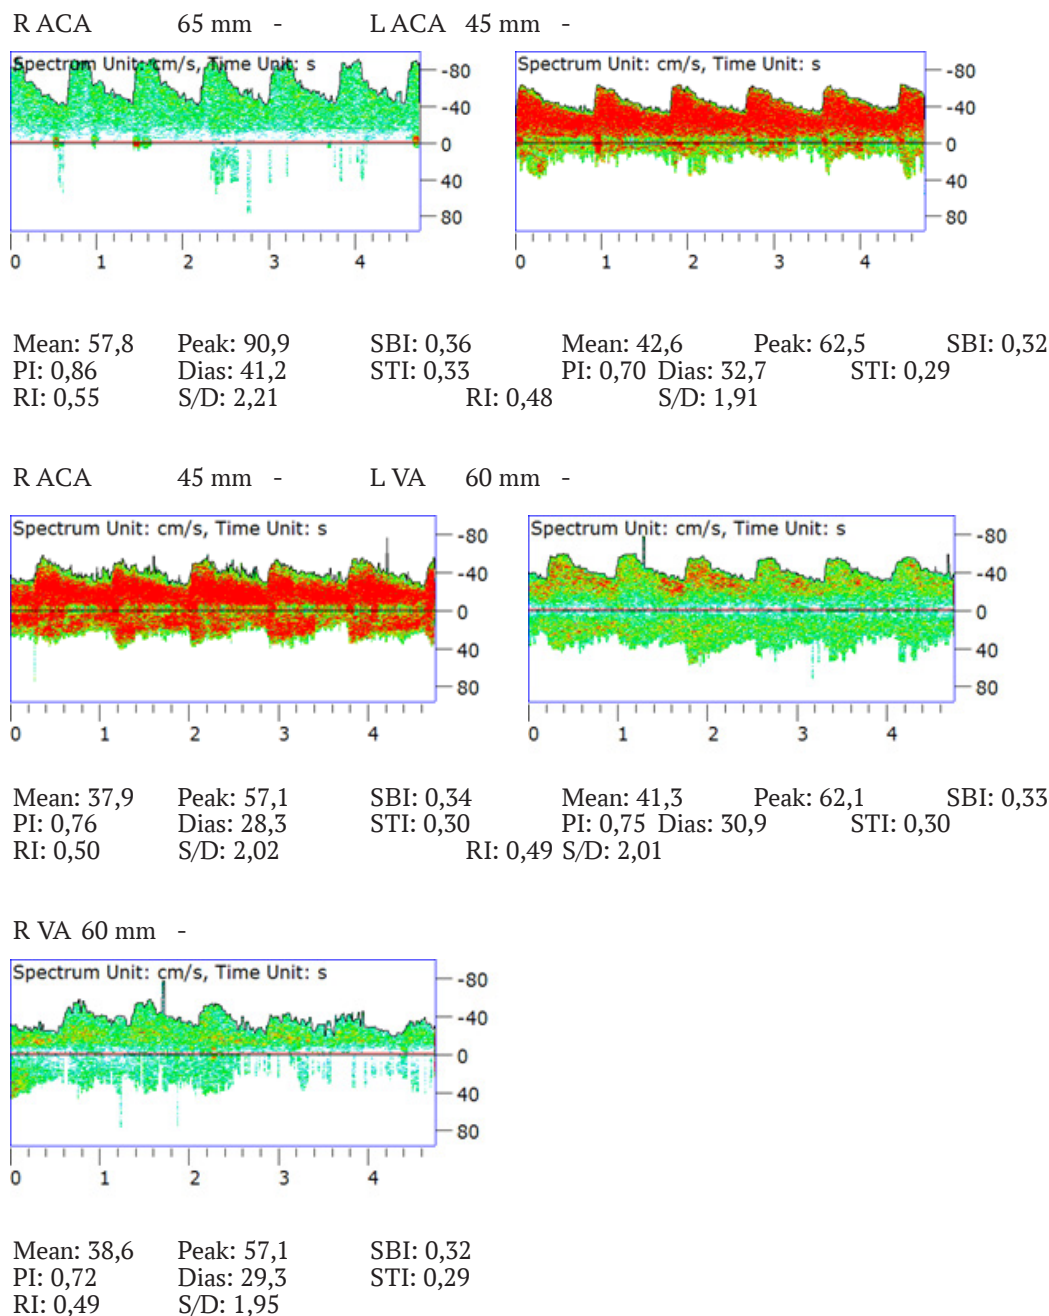 R ACA 65 mm - L ACA 45 mm -
Spectrum Unit: cm/s, Time Unit: s Spectrum Unit: cm/s, Time Unit: s
-80 -80
-40 -40
0 0
40 40
80 80
0 1 2 3 4 0 1 2 3 4
Mean: 57,8 Peak: 90,9 SBI: 0,36 Mean: 42,6 Peak: 62,5 SBI: 0,32
PI: 0,86 Dias: 41,2 STI: 0,33 PI: 0,70 Dias: 32,7 STI: 0,29
RI: 0,55 S/D: 2,21 RI: 0,48 S/D: 1,91
R ACA 45 mm - L VA 60 mm -
Spectrum Unit: cm/s, Time Unit: s Spectrum Unit: cm/s, Time Unit: s
-80 -80
-40 -40
0 0
40 40
80 80
0 1 2 3 4 0 1 2 3 4
Mean: 37,9 Peak: 57,1 SBI: 0,34 Mean: 41,3 Peak: 62,1 SBI: 0,33
PI: 0,76 Dias: 28,3 STI: 0,30 PI: 0,75 Dias: 30,9 STI: 0,30
RI: 0,50 S/D: 2,02 RI: 0,49 S/D: 2,01
R VA 60 mm -
Spectrum Unit: cm/s, Time Unit: s
-80
-40
0
40
80
0 1 2 3 4
Mean: 38,6 Peak: 57,1 SBI: 0,32
PI: 0,72 Dias: 29,3 STI: 0,29
RI: 0,49 S/D: 1,95